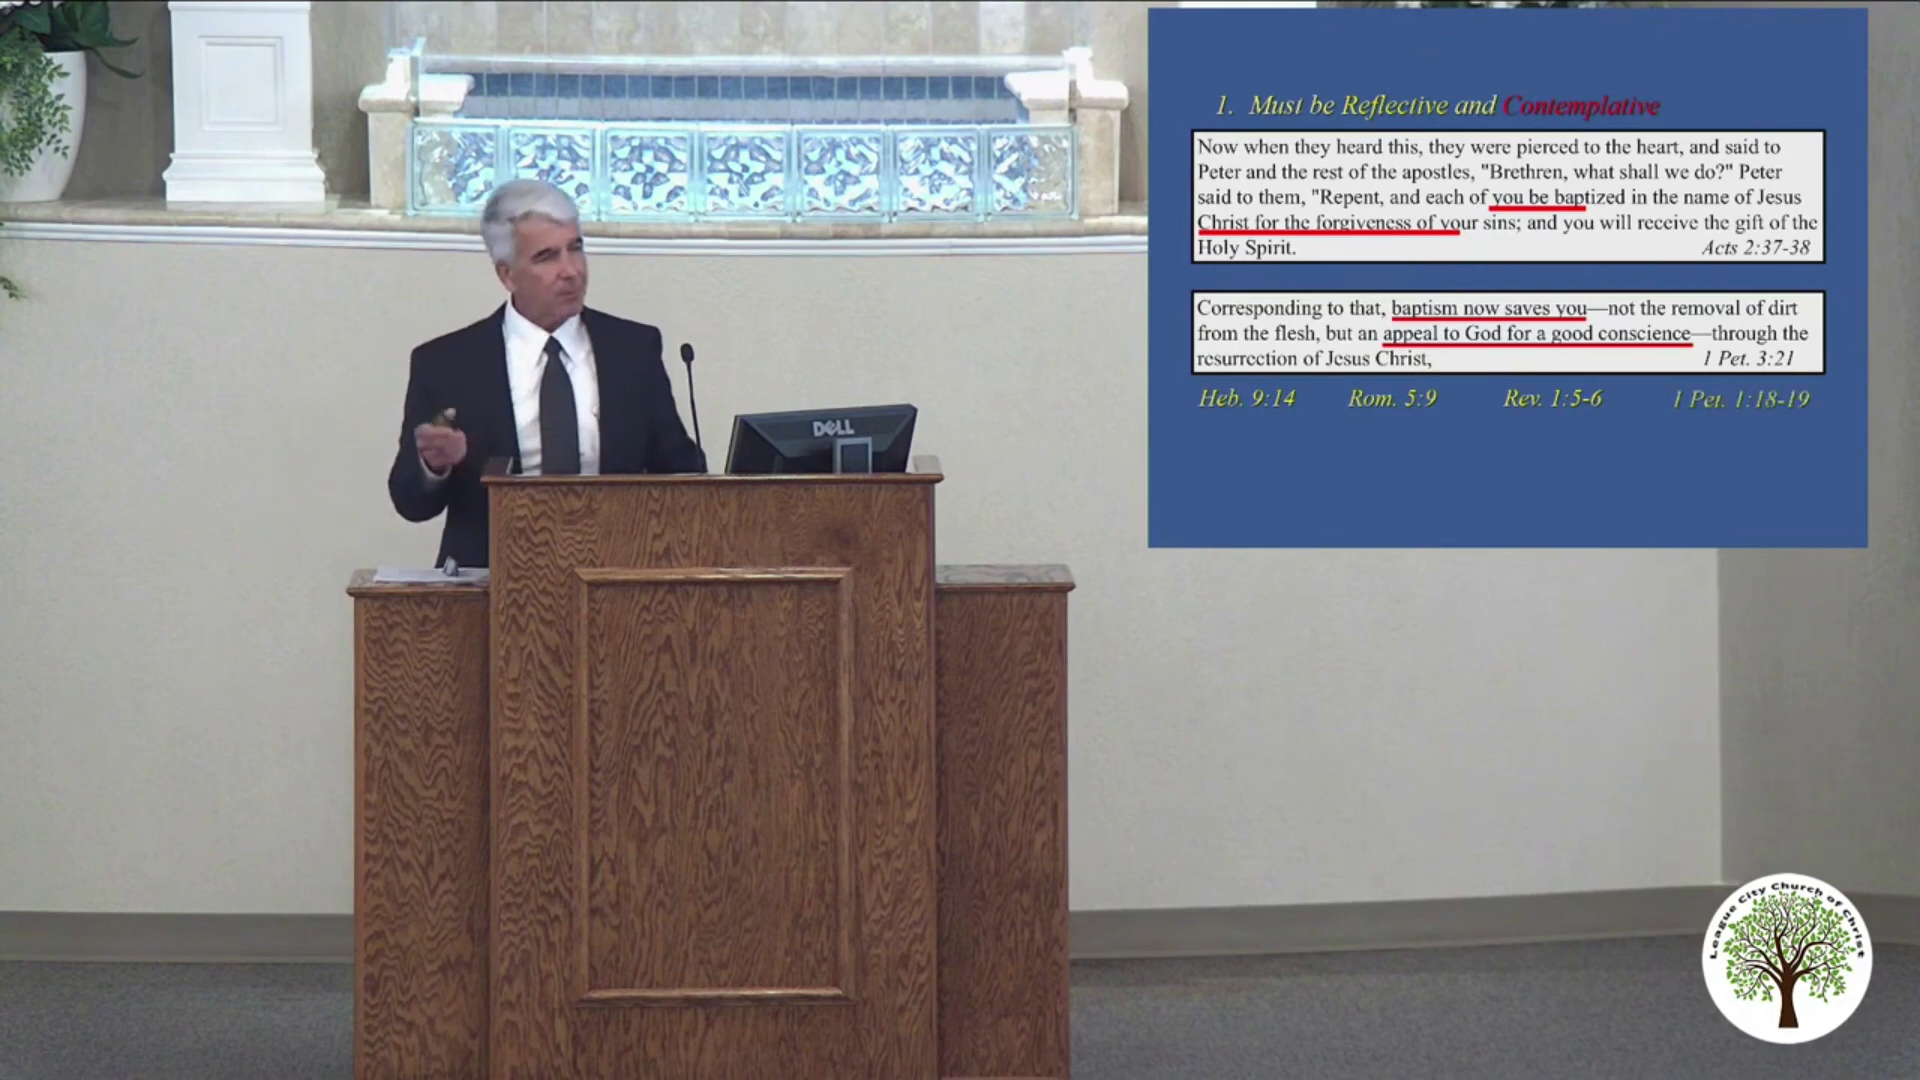 1. Must be Reflective and Contemplative
Now when they heard this, they were pierced to the heart, and said to
Peter and the rest of the apostles, "Brethren, what shall we do?" Peter
said to them, "Repent, and each of you be baptized in the name of Jesus
Christ for the forgiveness of your sins; and you will receive the gift of the
Holy Spirit. Acts 2:37-38
Corresponding to that, baptism now saves you—not the removal of dirt
from the flesh, but an appeal to God for a good conscience—through the
resurrection of Jesus Christ, 1 Pet. 3:21
Heb. 9:14 Rom. 5:9 Rev. 1:5-6 1 Pet. 1:18-19
DELL
League City Church of Christ